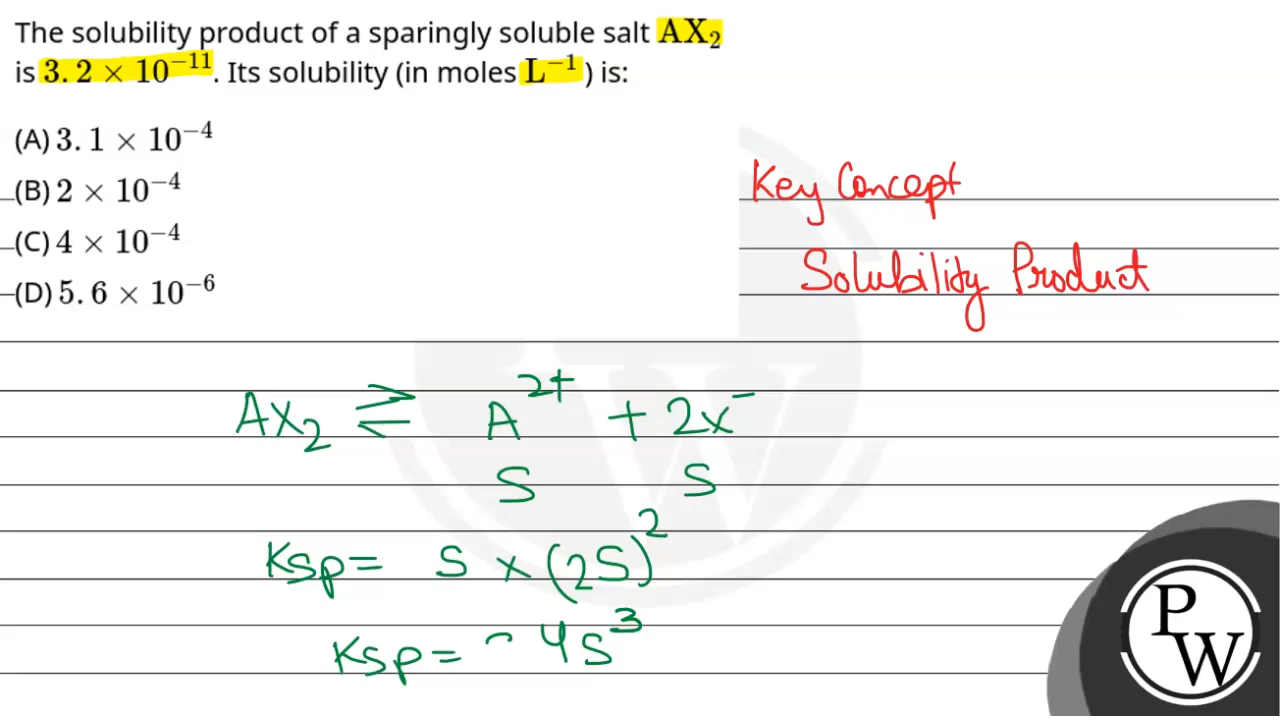 The solubility product of a sparingly soluble salt AX₂
is 3.2 × 10⁻¹¹. Its solubility (in moles L⁻¹) is:
(A) 3.1 × 10⁻⁴
(B) 2 × 10⁻⁴
(C) 4 × 10⁻⁴
(D) 5.6 × 10⁻⁶
Key Concept
Solubility Product
AX₂ ⇄ A²⁺ + 2x⁻
S S
Ksp = S × (2S)²
Ksp = 4S³
P
W